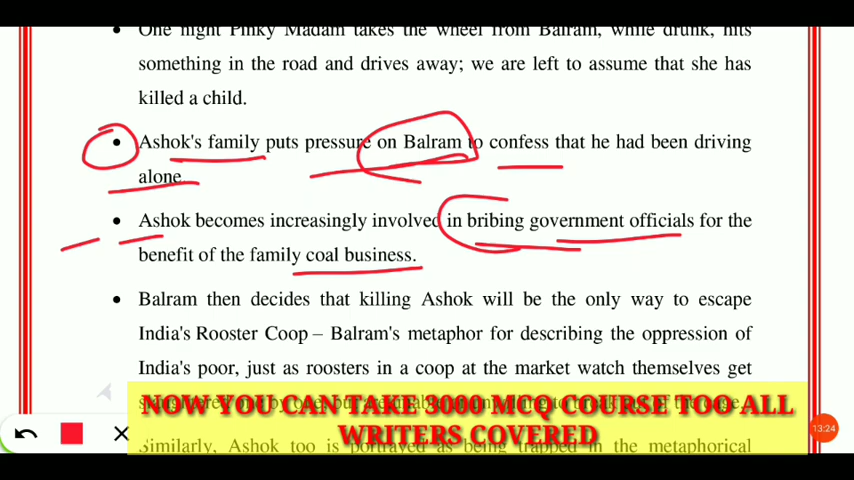 One night Pinky Madam takes the wheel from Balram, while drunk, hits
something in the road and drives away; we are left to assume that she has
killed a child.
• Ashok's family puts pressure on Balram to confess that he had been driving
alone.
• Ashok becomes increasingly involved in bribing government officials for the
benefit of the family coal business.
• Balram then decides that killing Ashok will be the only way to escape
India's Rooster Coop – Balram's metaphor for describing the oppression of
India's poor, just as roosters in a coop at the market watch themselves get
NOW YOU CAN TAKE 3000 MCQ COURSE TOO ALL
WRITERS COVERED
13:24
Similarly, Ashok too is portrayed as being trapped in the metaphorical